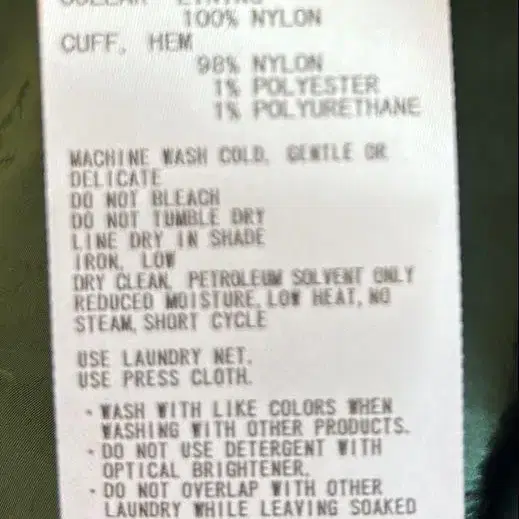 COLLAR LINING
100% NYLON
CUFF, HEM
98% NYLON
1% POLYESTER
1% POLYURETHANE
MACHINE WASH COLD, GENTLE OR
DELICATE
DO NOT BLEACH
DO NOT TUMBLE DRY
LINE DRY IN SHADE
IRON, LOW
DRY CLEAN, PETROLEUM SOLVENT ONLY
REDUCED MOISTURE, LOW HEAT, NO
STEAM, SHORT CYCLE
USE LAUNDRY NET.
USE PRESS CLOTH.
・WASH WITH LIKE COLORS WHEN
WASHING WITH OTHER PRODUCTS.
・DO NOT USE DETERGENT WITH
OPTICAL BRIGHTENER.
・DO NOT OVERLAP WITH OTHER
LAUNDRY WHILE LEAVING SOAKED